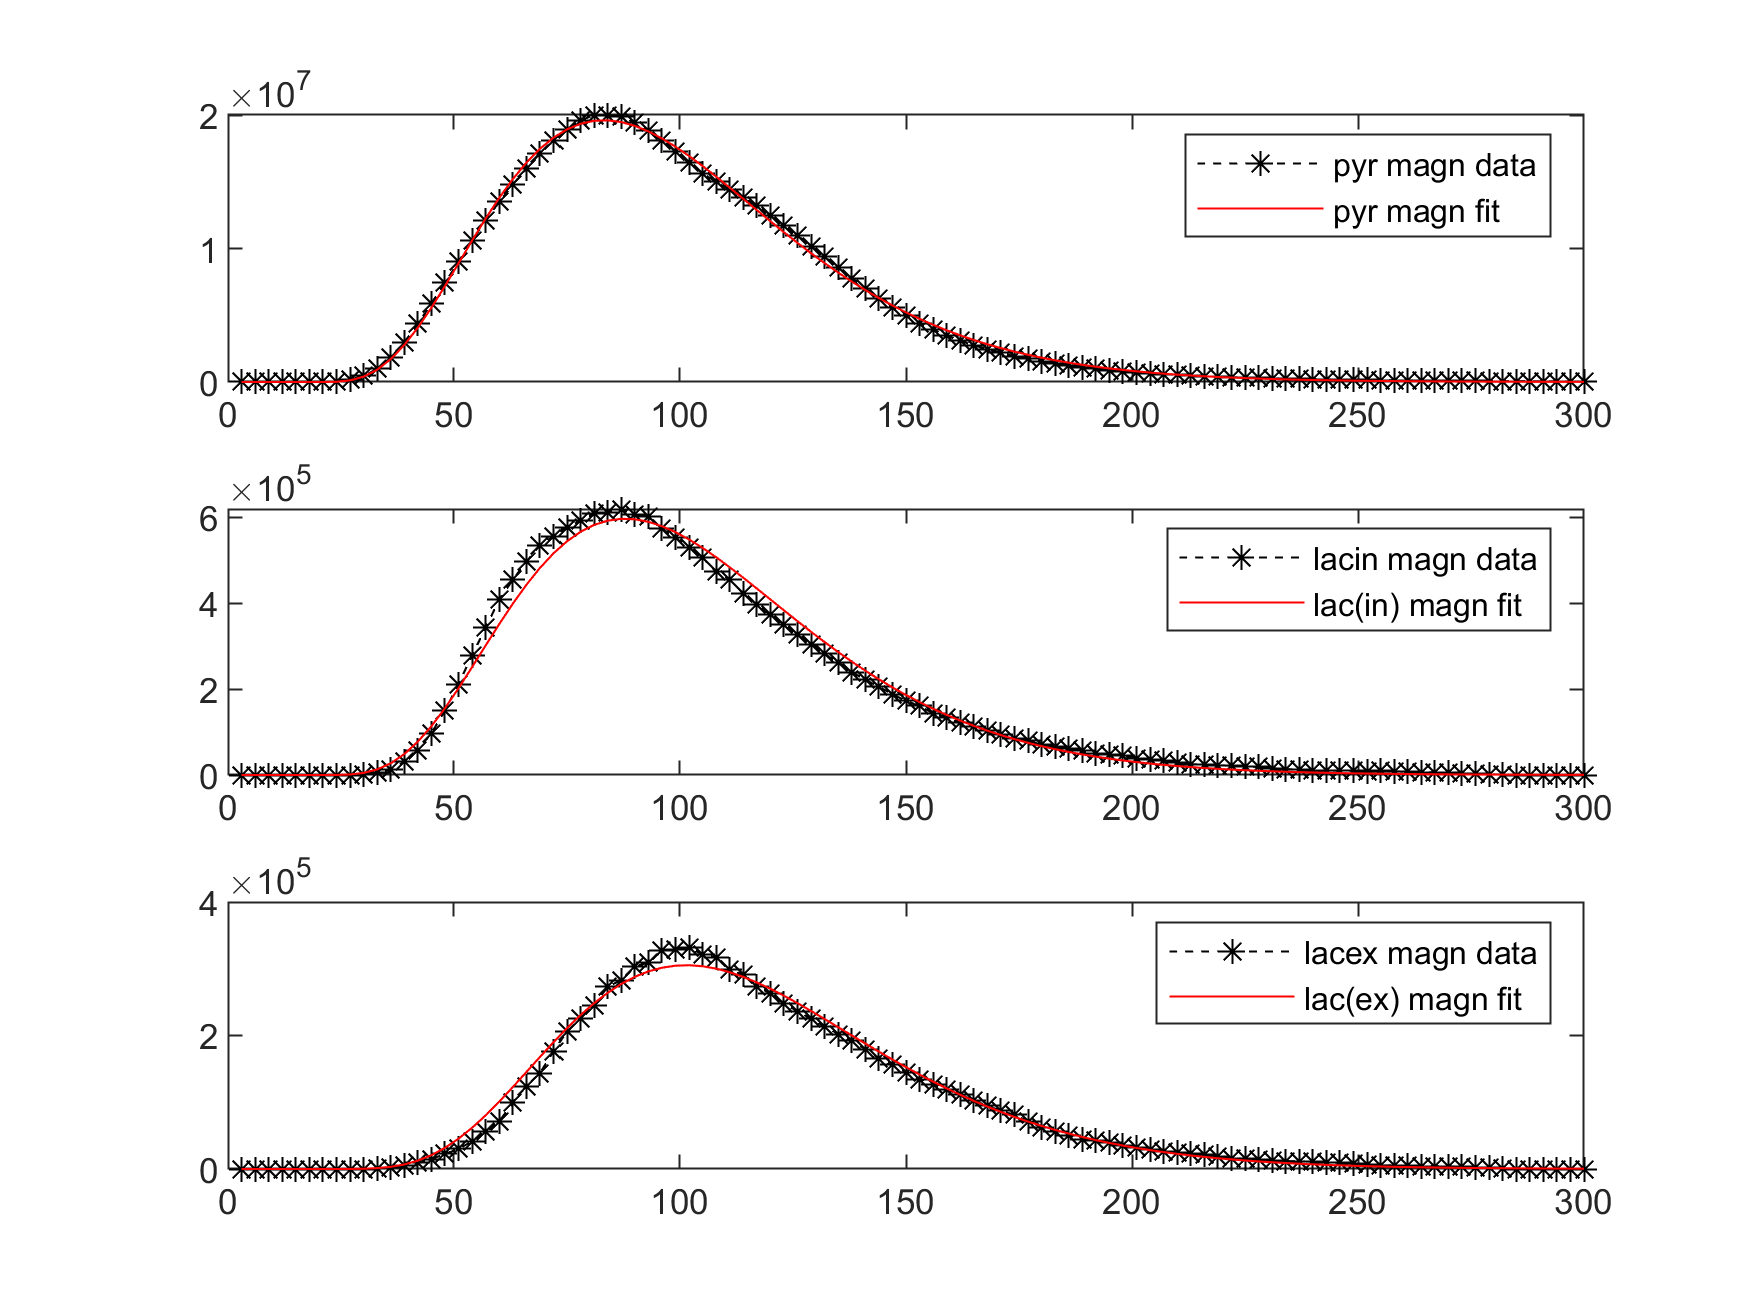 ×10^7
2
1
0
pyr magn data
pyr magn fit
0 50 100 150 200 250 300
×10^5
6
4
2
0
lacin magn data
lac(in) magn fit
0 50 100 150 200 250 300
×10^5
4
2
0
lacex magn data
lac(ex) magn fit
0 50 100 150 200 250 300